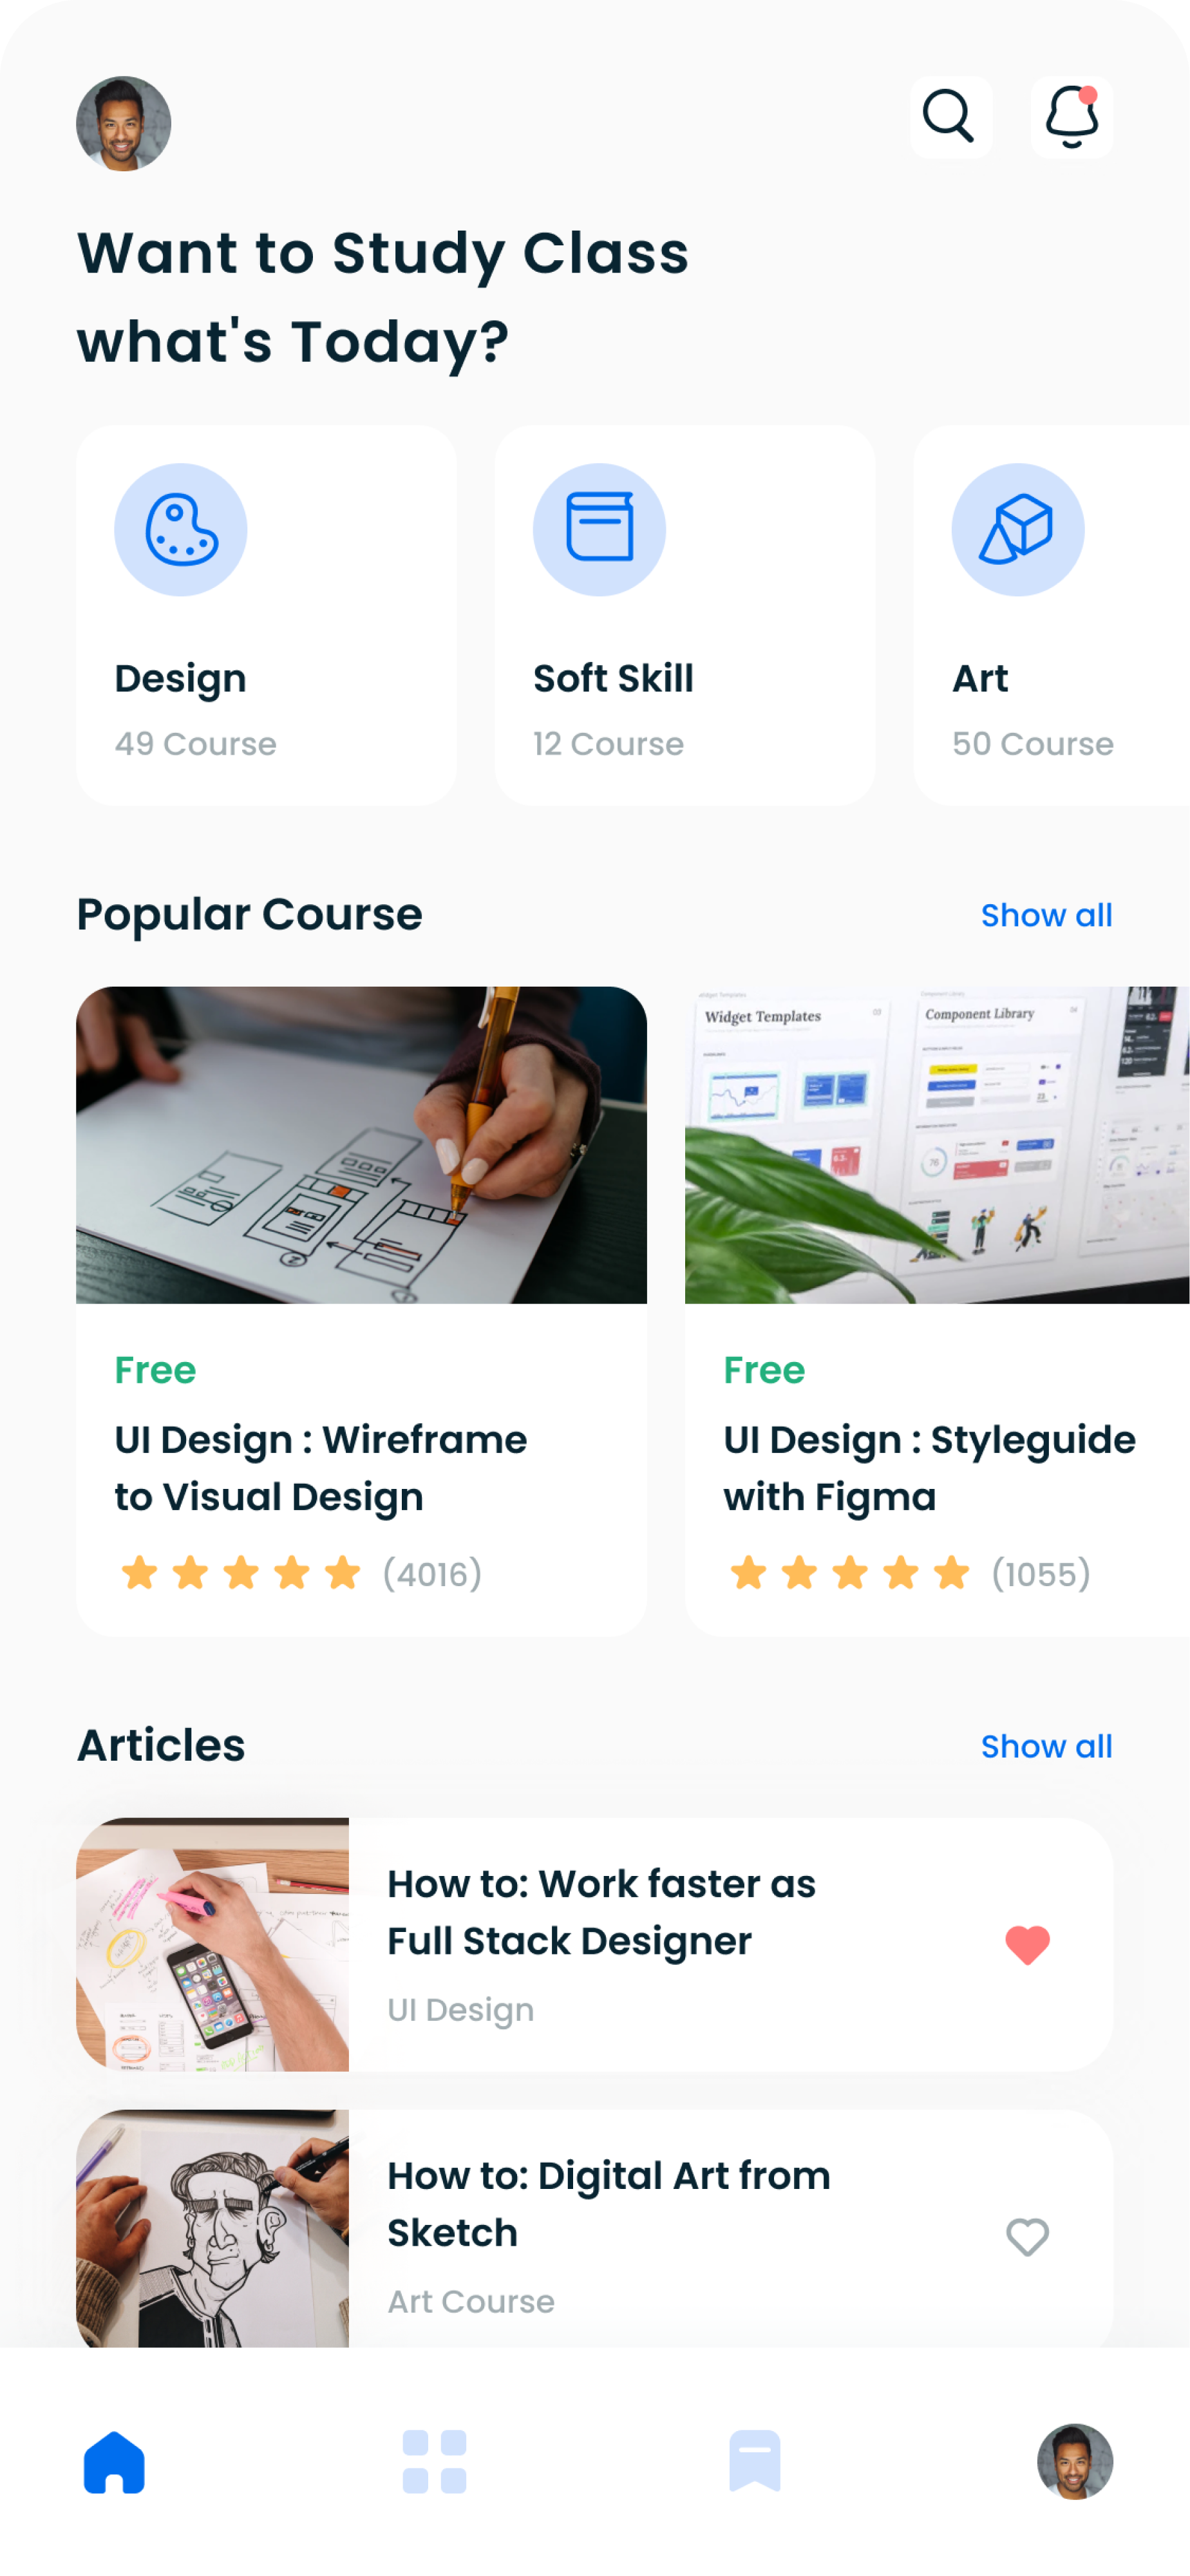 Want to Study Class
what's Today?
Design
49 Course
Soft Skill
12 Course
Art
50 Course
Popular Course
Show all
Widget Templates
03
Component Library
04
76
Free
UI Design : Wireframe
to Visual Design
(4016)
Free
UI Design : Styleguide
with Figma
(1055)
Articles
Show all
How to: Work faster as
Full Stack Designer
UI Design
How to: Digital Art from
Sketch
Art Course